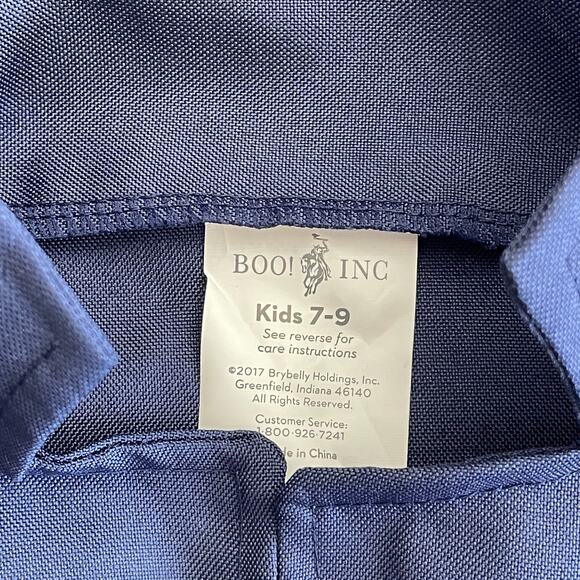 BOO! INC
Kids 7-9
See reverse for
care instructions
©2017 Brybelly Holdings, Inc.
Greenfield, Indiana 46140
All Rights Reserved.
Customer Service:
1-800-926-7241
in China